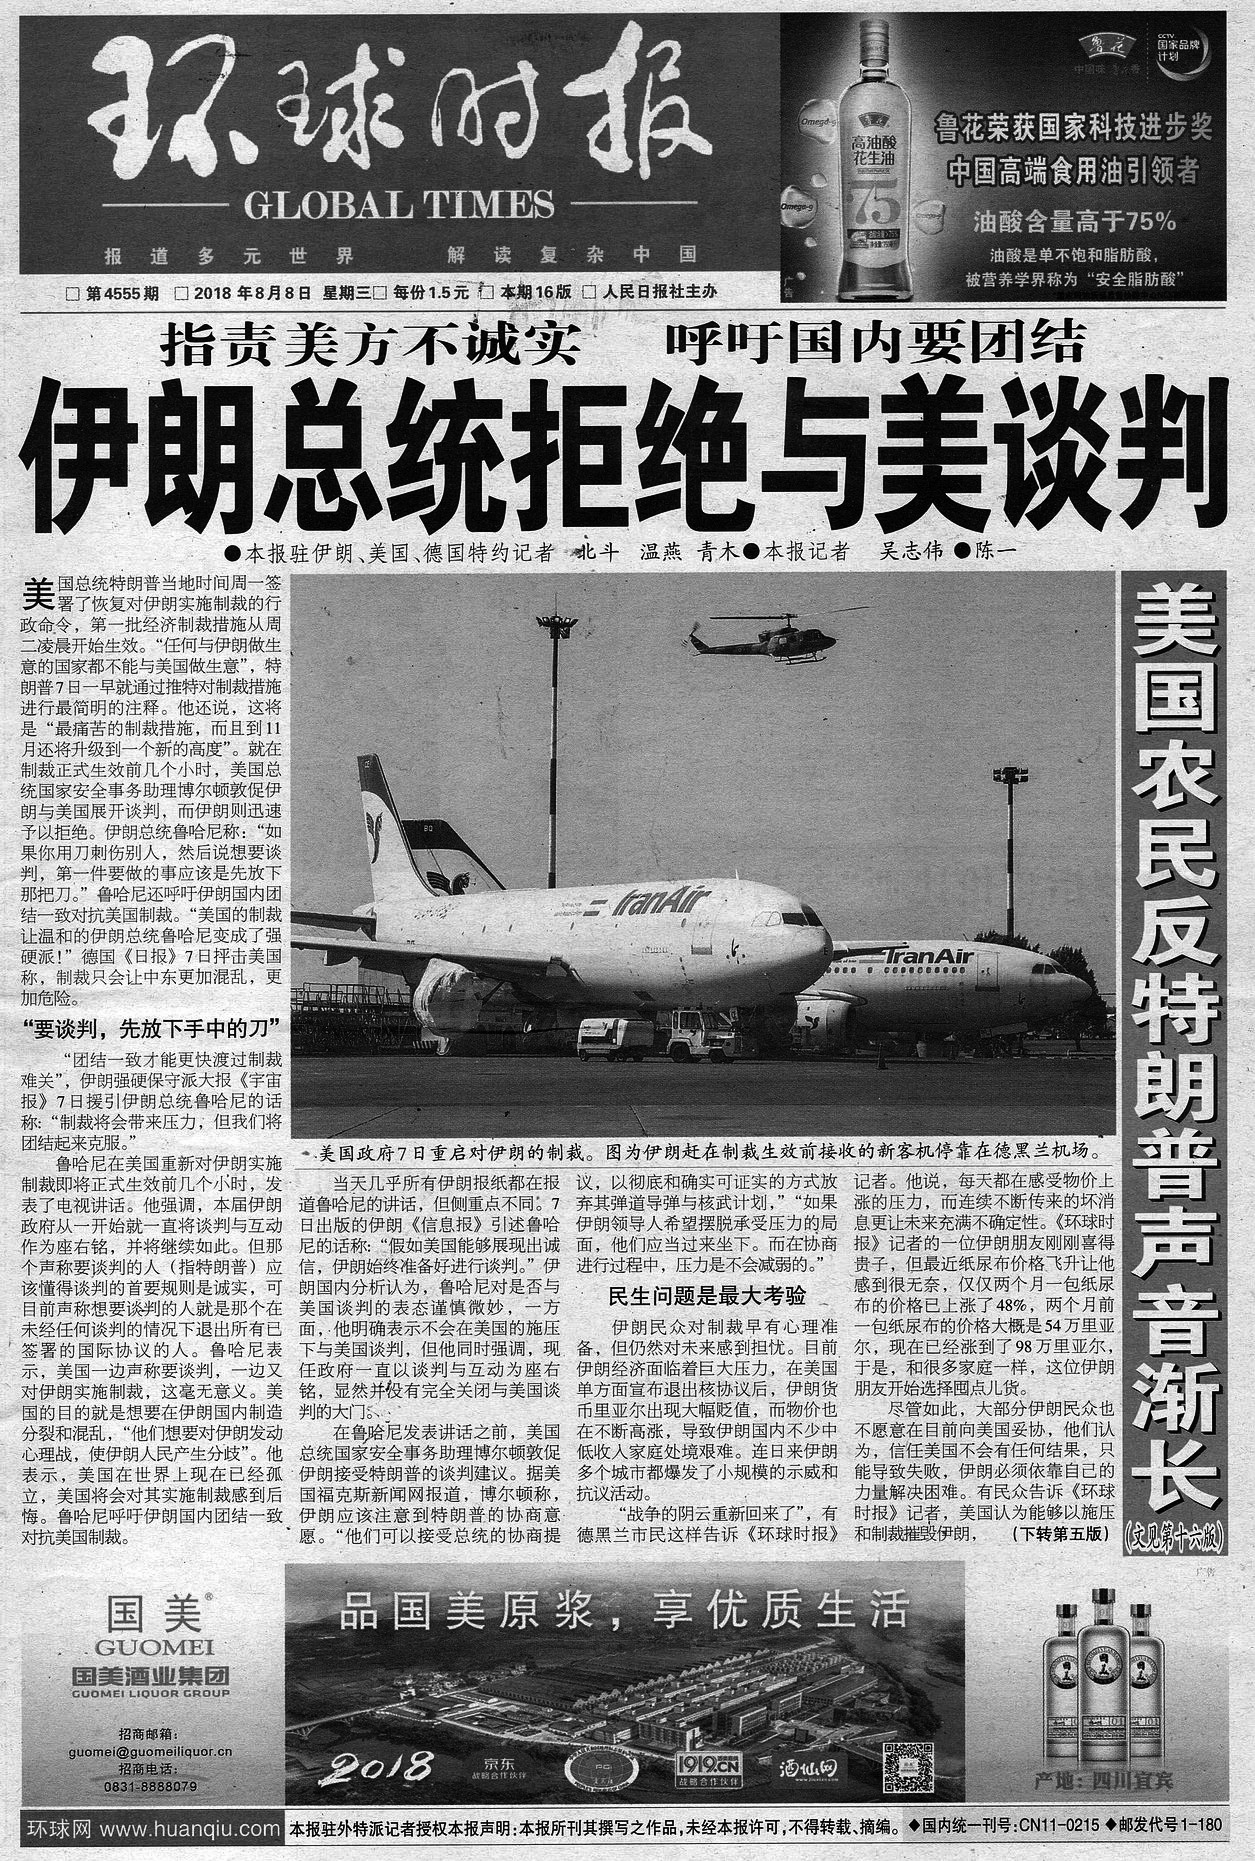 环球时报
GLOBAL TIMES
报道多元世界 解读复杂中国
鲁花
中国味 鲁花香
CCTV
国家品牌
计划
鲁花荣获国家科技进步奖
中国高端食用油引领者
油酸含量高于75%
油酸是单不饱和脂肪酸，
被营养学界称为“安全脂肪酸”
Omega-9
Omega-9
高油酸
花生油
75
广告
□ 第4555期 □ 2018年8月8日 星期三□ 每份1.5元 □ 本期16版 □ 人民日报社主办
指责美方不诚实 呼吁国内要团结
伊朗总统拒绝与美谈判
●本报驻伊朗、美国、德国特约记者 北斗 温燕 青木●本报记者 吴志伟 ●陈一
美国总统特朗普当地时间周一签
署了恢复对伊朗实施制裁的行
政命令，第一批经济制裁措施从周
二凌晨开始生效。“任何与伊朗做生
意的国家都不能与美国做生意”，特
朗普7日一早就通过推特对制裁措施
进行最简明的注释。他还说，这将
是“最痛苦的制裁措施，而且到11
月还将升级到一个新的高度”。就在
制裁正式生效前几个小时，美国总
统国家安全事务助理博尔顿敦促伊
朗与美国展开谈判，而伊朗则迅速
予以拒绝。伊朗总统鲁哈尼称：“如
果你用刀刺伤别人，然后说想要谈
判，第一件要做的事应该是先放下
那把刀。”鲁哈尼还呼吁伊朗国内团
结一致对抗美国制裁。“美国的制裁
让温和的伊朗总统鲁哈尼变成了强
硬派！”德国《日报》7日抨击美国
称，制裁只会让中东更加混乱，更
加危险。
“要谈判，先放下手中的刀”
“团结一致才能更快渡过制裁
难关”，伊朗强硬保守派大报《宇宙
报》7日援引伊朗总统鲁哈尼的话
称：“制裁将会带来压力，但我们将
团结起来克服。”
鲁哈尼在美国重新对伊朗实施
制裁即将正式生效前几个小时，发
表了电视讲话。他强调，本届伊朗
政府从一开始就一直将谈判与互动
作为座右铭，并将继续如此。但那
个声称要谈判的人（指特朗普）应
该懂得谈判的首要规则是诚实，可
目前声称想要谈判的人就是那个在
未经任何谈判的情况下退出所有已
签署的国际协议的人。鲁哈尼表
示，美国一边声称要谈判，一边又
对伊朗实施制裁，这毫无意义。美
国的目的就是想要在伊朗国内制造
分裂和混乱，“他们想要对伊朗发动
心理战，使伊朗人民产生分歧”。他
表示，美国在世界上现在已经孤
立，美国将会对其实施制裁感到后
悔。鲁哈尼呼吁伊朗国内团结一致
对抗美国制裁。
IranAir
IranAir
美国政府7日重启对伊朗的制裁。图为伊朗赶在制裁生效前接收的新客机停靠在德黑兰机场。
当天几乎所有伊朗报纸都在报
道鲁哈尼的讲话，但侧重点不同。7
日出版的伊朗《信息报》引述鲁哈
尼的话称：“假如美国能够展现出诚
信，伊朗始终准备好进行谈判。”伊
朗国内分析认为，鲁哈尼对是否与
美国谈判的表态谨慎微妙，一方
面，他明确表示不会在美国的施压
下与美国谈判，但他同时强调，现
任政府一直以谈判与互动为座右
铭，显然并没有完全关闭与美国谈
判的大门。
在鲁哈尼发表讲话之前，美国
总统国家安全事务助理博尔顿敦促
伊朗接受特朗普的谈判建议。据美
国福克斯新闻网报道，博尔顿称，
伊朗应该注意到特朗普的协商意
愿。“他们可以接受总统的协商提
议，以彻底和确实可证实的方式放
弃其弹道导弹与核武计划，”“如果
伊朗领导人希望摆脱承受压力的局
面，他们应当过来坐下。而在协商
进行过程中，压力是不会减弱的。”
民生问题是最大考验
伊朗民众对制裁早有心理准
备，但仍然对未来感到担忧。目前
伊朗经济面临着巨大压力，在美国
单方面宣布退出核协议后，伊朗货
币里亚尔出现大幅贬值，而物价也
在不断高涨，导致伊朗国内不少中
低收入家庭处境艰难。连日来伊朗
多个城市都爆发了小规模的示威和
抗议活动。
“战争的阴云重新回来了”，有
德黑兰市民这样告诉《环球时报》
记者。他说，每天都在感受物价上
涨的压力，而连续不断传来的坏消
息更让未来充满不确定性。《环球时
报》记者的一位伊朗朋友刚刚喜得
贵子，但最近纸尿布价格飞升让他
感到很无奈，仅仅两个月一包纸尿
布的价格已上涨了48%，两个月前
一包纸尿布的价格大概是54万里亚
尔，现在已经涨到了98万里亚尔，
于是，和很多家庭一样，这位伊朗
朋友开始选择囤点儿货。
尽管如此，大部分伊朗民众也
不愿意在目前向美国妥协，他们认
为，信任美国不会有任何结果，只
能导致失败，伊朗必须依靠自己的
力量解决困难。有民众告诉《环球
时报》记者，美国认为能够以施压
和制裁摧毁伊朗， （下转第五版）
美国农民反特朗普声音渐长
（文见第十六版）
国美®
GUOMEI
国美酒业集团
GUOMEI LIQUOR GROUP
招商邮箱：
guomei@guomeiliquor.cn
招商电话：
0831-8888079
品国美原浆，享优质生活
2018
京东
战略合作伙伴
1919.CN
战略合作伙伴
酒仙网
广告
产地：四川宜宾
环球网 www.huanqiu.com
本报驻外特派记者授权本报声明：本报所刊其撰写之作品，未经本报许可，不得转载、摘编。
◆国内统一刊号：CN11-0215 ◆邮发代号1-180